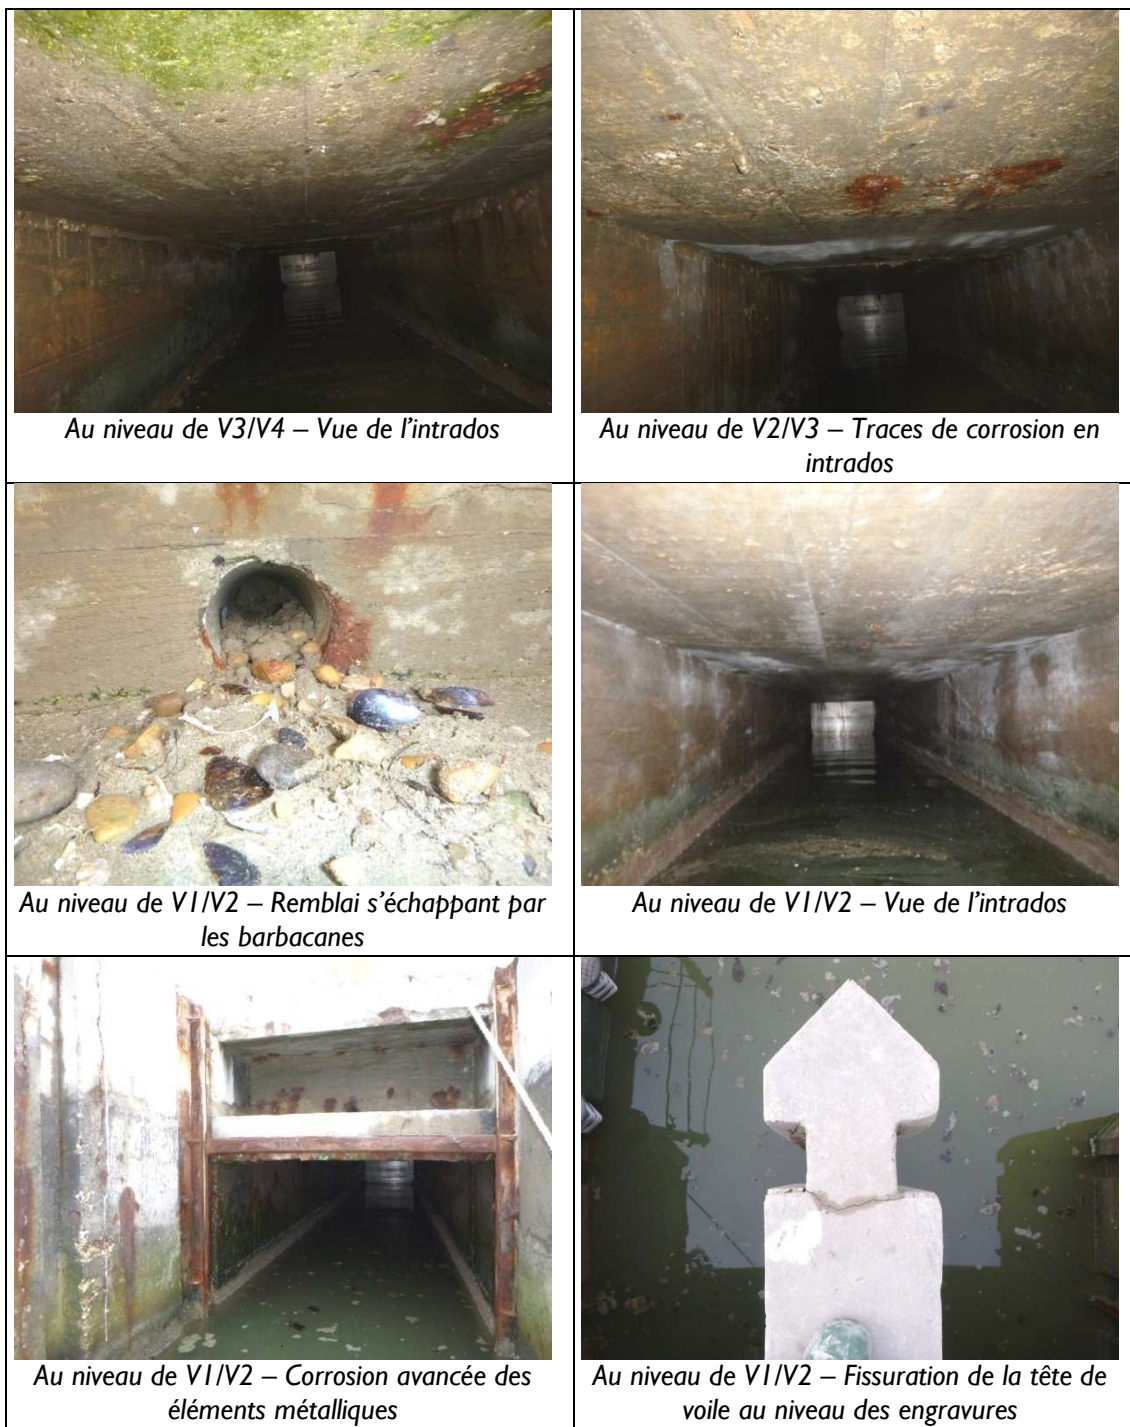 Au niveau de V3/V4 – Vue de l'intrados
Au niveau de V2/V3 – Traces de corrosion en
intrados
Au niveau de V1/V2 – Remblai s'échappant par
les barbacanes
Au niveau de V1/V2 – Vue de l'intrados
Au niveau de V1/V2 – Corrosion avancée des
éléments métalliques
Au niveau de V1/V2 – Fissuration de la tête de
voile au niveau des engravures